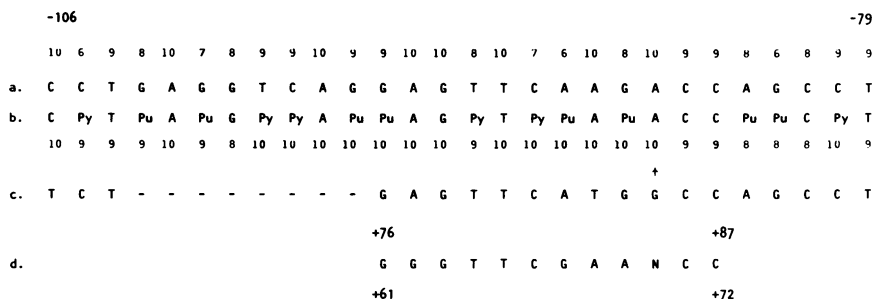 -106 -79
10 6 9 8 10 7 8 9 9 10 9 9 10 10 8 10 7 6 10 8 10 9 9 8 6 8 9 9
a. C C T G A G G T C A G G A G T T C A A G A C C A G C C T
b. C Py T Pu A Pu G Py Py A Pu Pu A G Py T Py Pu A Pu A C C Pu Pu C Py T
10 9 9 9 10 9 8 10 10 10 10 10 10 10 9 10 10 10 10 10 10 9 9 8 8 8 10 9
↑
c. T C T - - - - - - - - G A G T T C A T G G C C A G C C T
+76 +87
d. G G G T T C G A A N C C
+61 +72